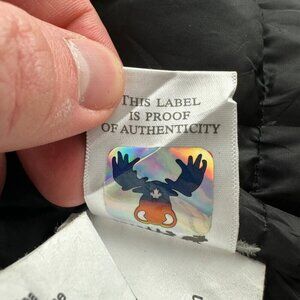 THIS LABEL
IS PROOF
OF AUTHENTICITY